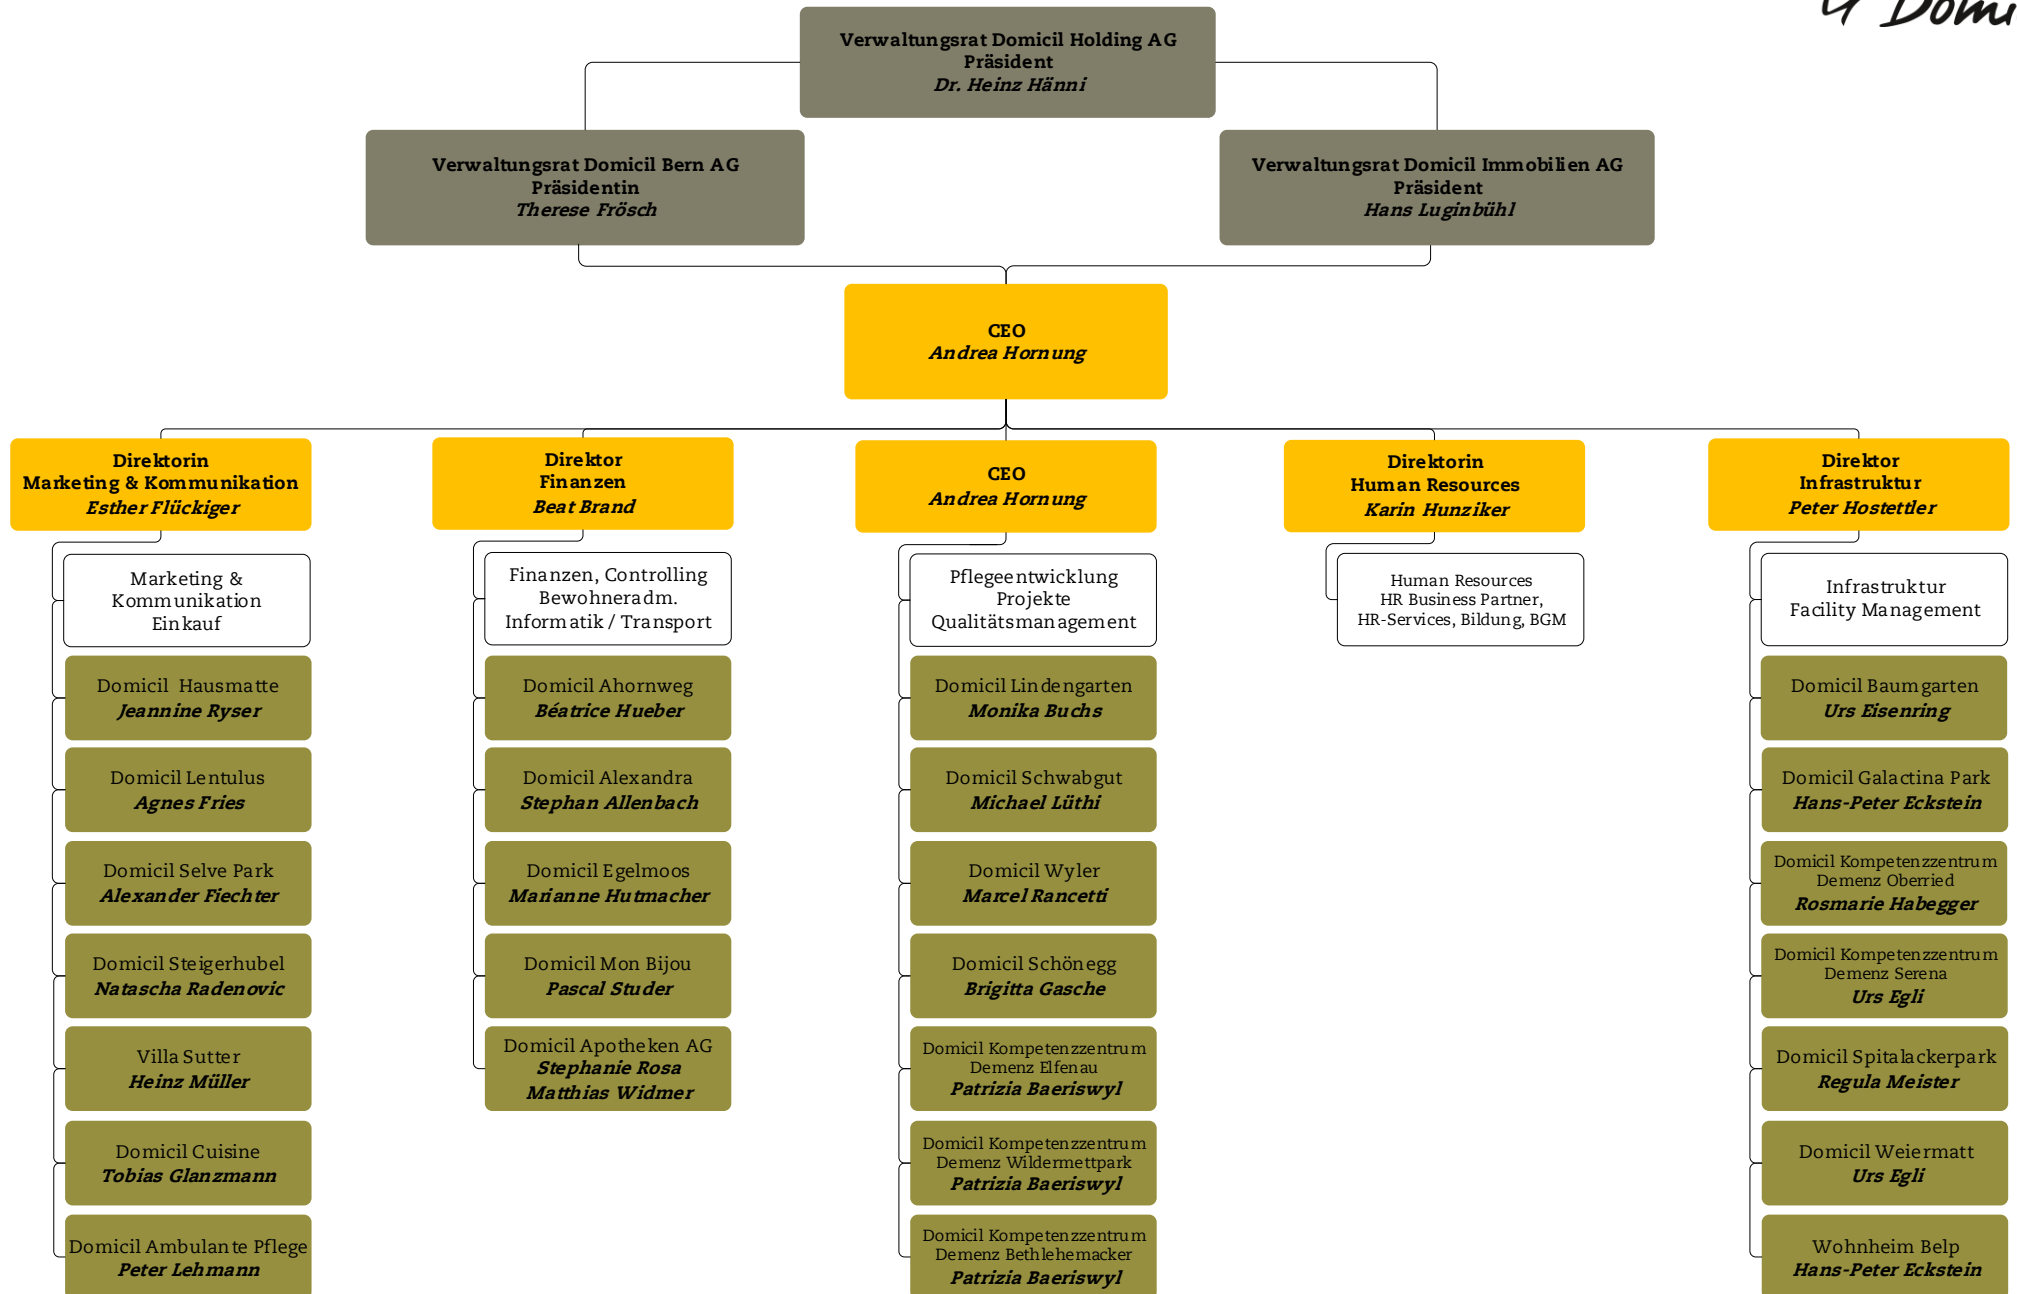 Domi
Verwaltungsrat Domicil Holding AG
Präsident
Dr. Heinz Hänni
Verwaltungsrat Domicil Bern AG
Präsidentin
Therese Frösch
Verwaltungsrat Domicil Immobilien AG
Präsident
Hans Luginbühl
CEO
Andrea Hornung
Direktorin
Marketing & Kommunikation
Esther Flückiger
Direktor
Finanzen
Beat Brand
CEO
Andrea Hornung
Direktorin
Human Resources
Karin Hunziker
Direktor
Infrastruktur
Peter Hostettler
Marketing &
Kommunikation
Einkauf
Domicil Hausmatte
Jeannine Ryser
Domicil Lentulus
Agnes Fries
Domicil Selve Park
Alexander Fiechter
Domicil Steigerhubel
Natascha Radenovic
Villa Sutter
Heinz Müller
Domicil Cuisine
Tobias Glanzmann
Domicil Ambulante Pflege
Peter Lehmann
Finanzen, Controlling
Bewohneradm.
Informatik / Transport
Domicil Ahornweg
Béatrice Hueber
Domicil Alexandra
Stephan Allenbach
Domicil Egelmoos
Marianne Hutmacher
Domicil Mon Bijou
Pascal Studer
Domicil Apotheken AG
Stephanie Rosa
Matthias Widmer
Pflegeentwicklung
Projekte
Qualitätsmanagement
Domicil Lindengarten
Monika Buchs
Domicil Schwabgut
Michael Lüthi
Domicil Wyler
Marcel Rancetti
Domicil Schönegg
Brigitta Gasche
Domicil Kompetenzzentrum
Demenz Elfenau
Patrizia Baeriswyl
Domicil Kompetenzzentrum
Demenz Wildermettpark
Patrizia Baeriswyl
Domicil Kompetenzzentrum
Demenz Bethlehemacker
Patrizia Baeriswyl
Human Resources
HR Business Partner,
HR-Services, Bildung, BGM
Infrastruktur
Facility Management
Domicil Baumgarten
Urs Eisenring
Domicil Galactina Park
Hans-Peter Eckstein
Domicil Kompetenzzentrum
Demenz Oberried
Rosmarie Habegger
Domicil Kompetenzzentrum
Demenz Serena
Urs Egli
Domicil Spitalackerpark
Regula Meister
Domicil Weiermatt
Urs Egli
Wohnheim Belp
Hans-Peter Eckstein